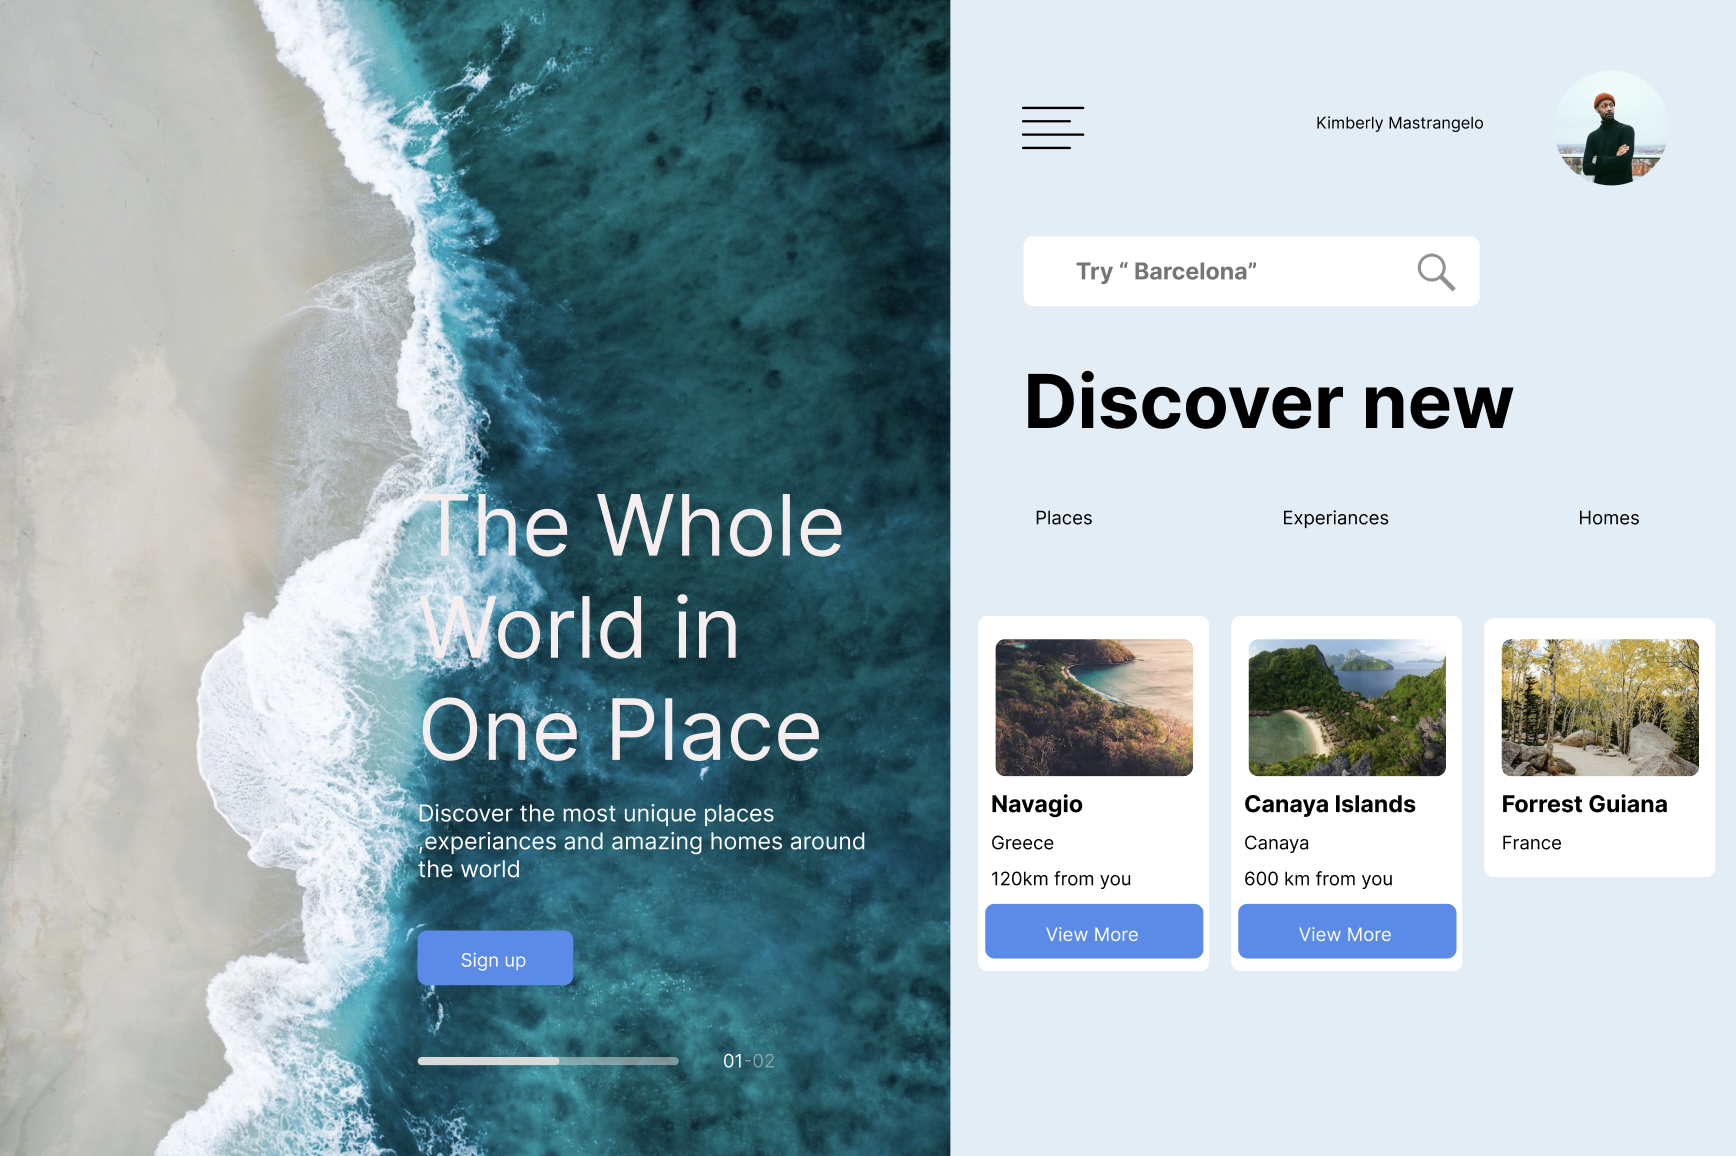 The Whole
World in
One Place
Discover the most unique places
,experiances and amazing homes around
the world
Sign up
01-02
Kimberly Mastrangelo
Try “ Barcelona”
Discover new
Places
Experiances
Homes
Navagio
Greece
120km from you
View More
Canaya Islands
Canaya
600 km from you
View More
Forrest Guiana
France